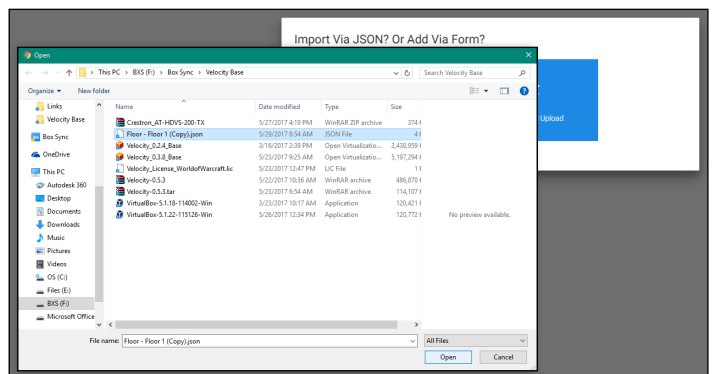 Import Via JSON? Or Add Via Form?
Open
This PC > BXS (F:) > Box Sync > Velocity Base
Search Velocity Base
Organize
New folder
Links
Velocity Base
Box Sync
OneDrive
This PC
Autodesk 360
Desktop
Documents
Downloads
Music
Pictures
Videos
OS (C:)
Files (E:)
BXS (F:)
Microsoft Office
Name Date modified Type Size
Crestron_AT-HDVS-200-TX 5/27/2017 4:19 PM WinRAR ZIP archive 374
Floor - Floor 1 (Copy).json 5/29/2017 8:54 AM JSON File 4
Velocity_0.2.4_Base 3/16/2017 2:39 PM Open Virtualizatio... 2,438,959
Velocity_0.3.8_Base 5/23/2017 9:25 AM Open Virtualizatio... 5,197,294
Velocity_License_WorldofWarcraft.lic 5/23/2017 12:47 PM LIC File 1
Velocity-0.5.3 5/22/2017 10:36 AM WinRAR archive 486,870
Velocity-0.5.3.tar 5/23/2017 8:54 AM WinRAR archive 114,107
VirtualBox-5.1.18-114002-Win 3/23/2017 10:17 AM Application 120,421
VirtualBox-5.1.22-115126-Win 5/26/2017 12:34 PM Application 120,772
No preview available.
Upload
File name: Floor - Floor 1 (Copy).json
All Files
Open
Cancel